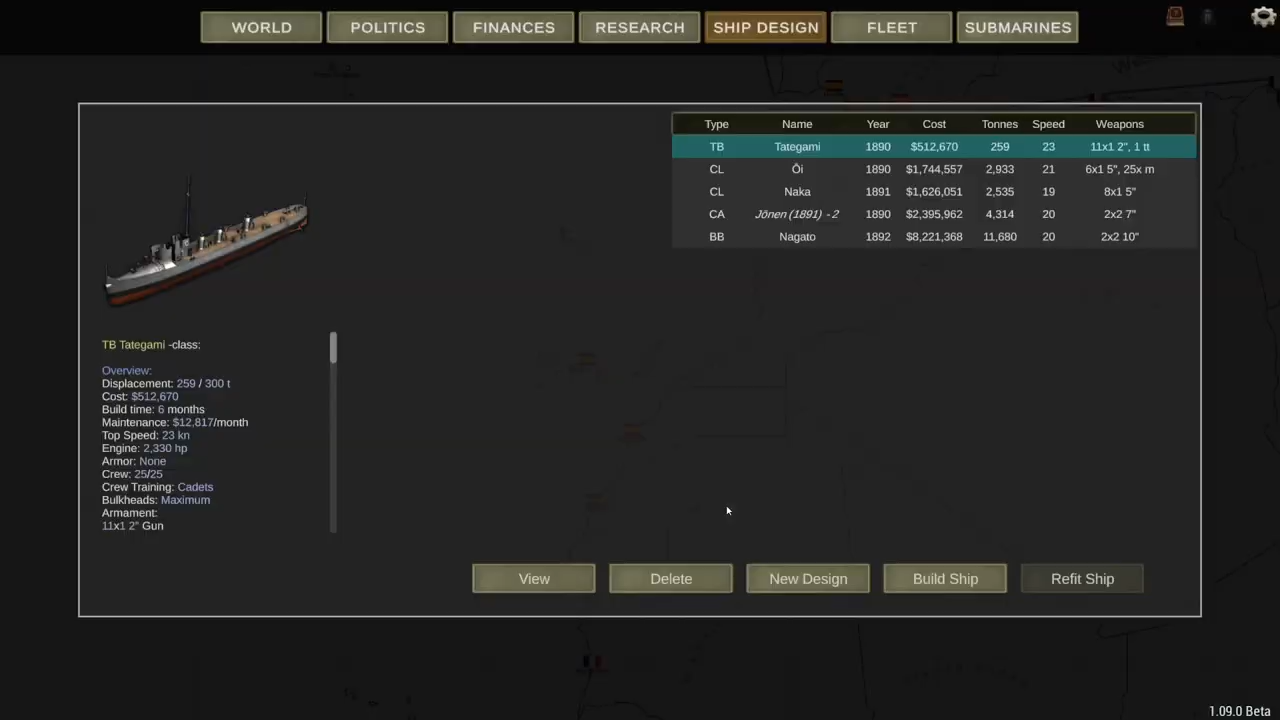 WORLD POLITICS FINANCES RESEARCH SHIP DESIGN FLEET SUBMARINES
Type Name Year Cost Tonnes Speed Weapons
TB Tategami 1890 $512,670 259 23 11x1 2", 1 tt
CL Ōi 1890 $1,744,557 2,933 21 6x1 5", 25x m
CL Naka 1891 $1,626,051 2,535 19 8x1 5"
CA Jōnen (1891) - 2 1890 $2,395,962 4,314 20 2x2 7"
BB Nagato 1892 $8,221,368 11,680 20 2x2 10"
TB Tategami -class:
Overview:
Displacement: 259 / 300 t
Cost: $512,670
Build time: 6 months
Maintenance: $12,817/month
Top Speed: 23 kn
Engine: 2,330 hp
Armor: None
Crew: 25/25
Crew Training: Cadets
Bulkheads: Maximum
Armament:
11x1 2" Gun
View Delete New Design Build Ship Refit Ship
1.09.0 Beta